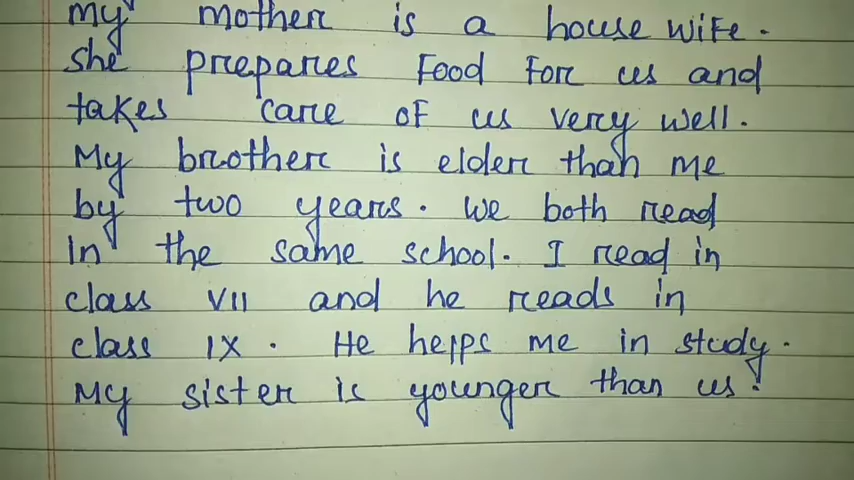 My mother is a house wife.
she prepares Food For us and
takes care of us very well.
My brother is elder than me
by two years. We both read
In the same school. I read in
class VII and he reads in
class IX. He helps me in study.
My sister is younger than us.